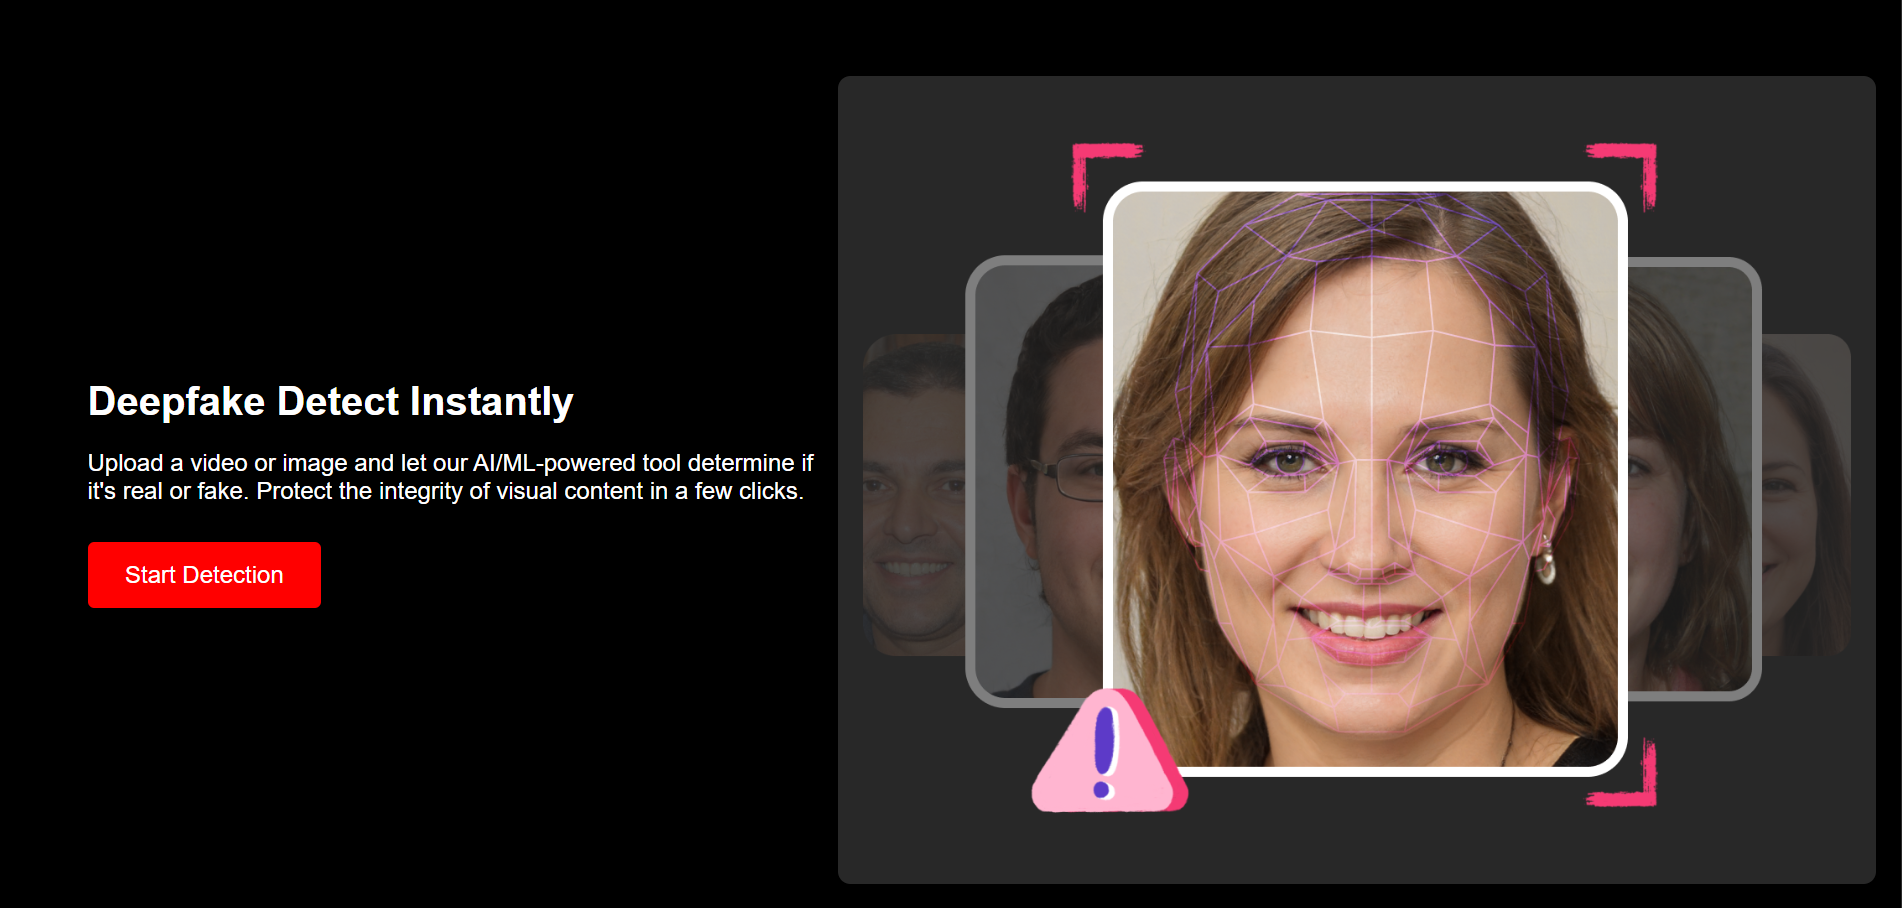 Deepfake Detect Instantly
Upload a video or image and let our AI/ML-powered tool determine if
it's real or fake. Protect the integrity of visual content in a few clicks.
Start Detection